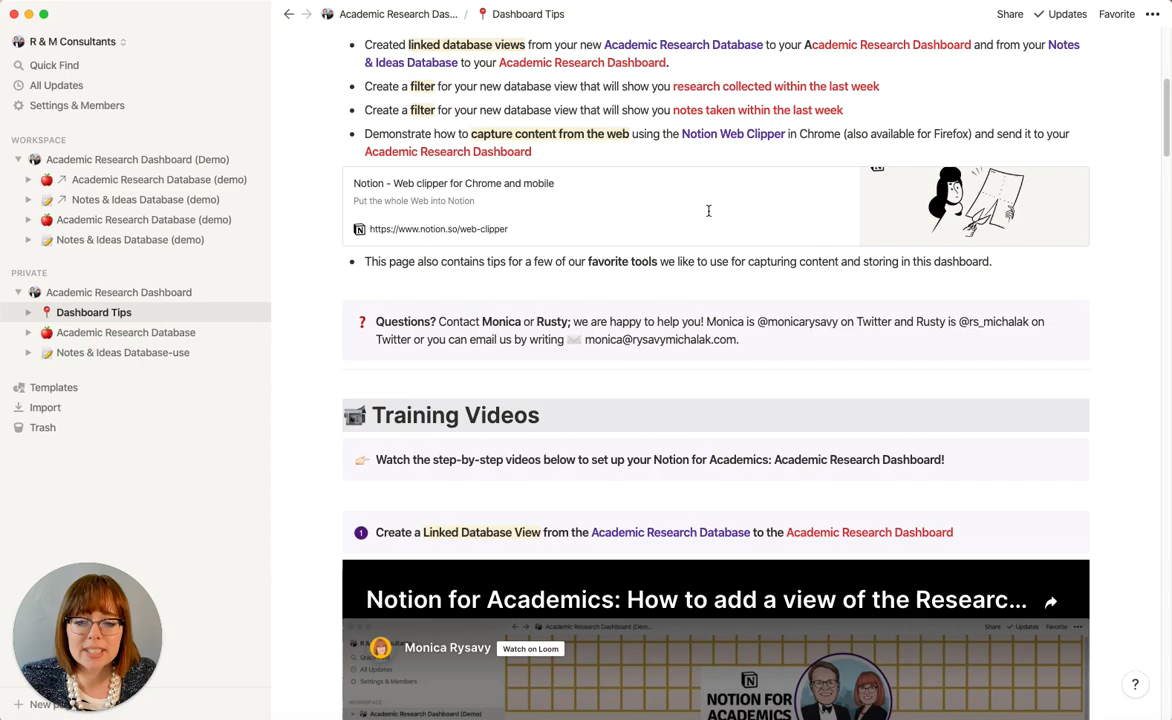 Academic Research Das... / Dashboard Tips
Share Updates Favorite
R & M Consultants
Quick Find
All Updates
Settings & Members
WORKSPACE
Academic Research Dashboard (Demo)
Academic Research Database (demo)
Notes & Ideas Database (demo)
Academic Research Database (demo)
Notes & Ideas Database (demo)
PRIVATE
Academic Research Dashboard
Dashboard Tips
Academic Research Database
Notes & Ideas Database-use
Templates
Import
Trash
New
Created linked database views from your new Academic Research Database to your Academic Research Dashboard and from your Notes
& Ideas Database to your Academic Research Dashboard.
Create a filter for your new database view that will show you research collected within the last week
Create a filter for your new database view that will show you notes taken within the last week
Demonstrate how to capture content from the web using the Notion Web Clipper in Chrome (also available for Firefox) and send it to your
Academic Research Dashboard
Notion - Web clipper for Chrome and mobile
Put the whole Web into Notion
https://www.notion.so/web-clipper
This page also contains tips for a few of our favorite tools we like to use for capturing content and storing in this dashboard.
Questions? Contact Monica or Rusty; we are happy to help you! Monica is @monicarysavy on Twitter and Rusty is @rs_michalak on
Twitter or you can email us by writing monica@rysavymichalak.com.
Training Videos
Watch the step-by-step videos below to set up your Notion for Academics: Academic Research Dashboard!
1 Create a Linked Database View from the Academic Research Database to the Academic Research Dashboard
Notion for Academics: How to add a view of the Researc...
Monica Rysavy Watch on Loom
Academic Research Dashboard (Demo)
Share Updates Favorite
All Updates
Settings & Members
NOTION FOR
ACADEMICS
?